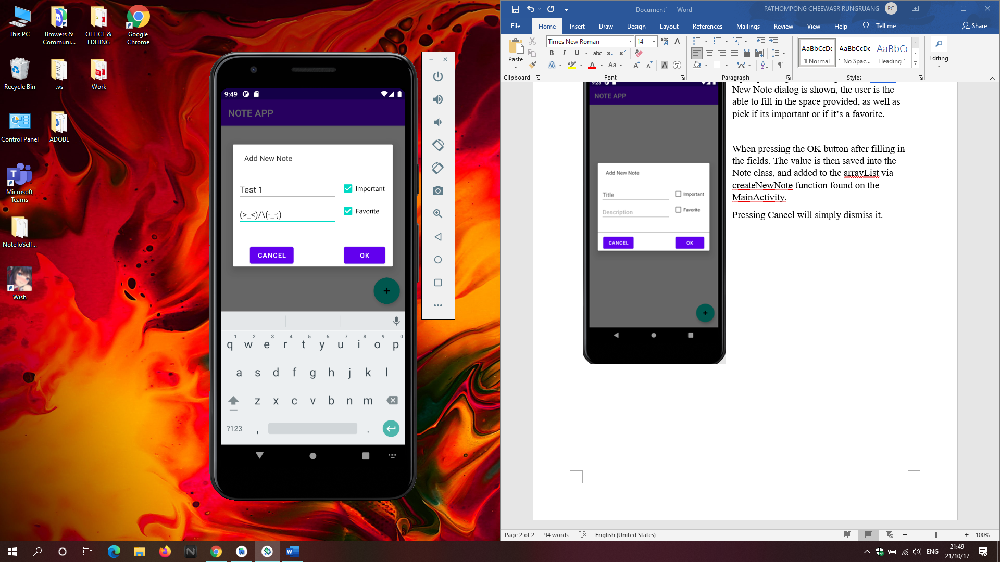 This PC
Browers &
Communi...
OFFICE &
EDITING
Google
Chrome
Recycle Bin
.vs
Work
Control Panel
ADOBE
Microsoft
Teams
NoteToSelf...
Wish
9:49
NOTE APP
Add New Note
Test 1
Important
(>_<)/\(-_-;)
Favorite
CANCEL
OK
+
1 2 3 4 5 6 7 8 9 0
q w e r t y u i o p
a s d f g h j k l
z x c v b n m
?123 , .
Document1 - Word
PATHOMPONG CHEEWASRIRUNGRUANG
PC
File Home Insert Draw Design Layout References Mailings Review View Help Tell me Share
Paste
Clipboard
Times New Roman
14
B I U abc x₂ x²
A ab A Aa A A A
Font
Paragraph
AaBbCcDc
¶ Normal
AaBbCcDc
¶ No Spac...
AaBbC
Heading 1
Styles
Editing
9:23
NOTE APP
Add New Note
Title
Important
Description
Favorite
CANCEL
OK
+
New Note dialog is shown, the user is the
able to fill in the space provided, as well as
pick if its important or if it’s a favorite.
When pressing the OK button after filling in
the fields. The value is then saved into the
Note class, and added to the arrayList via
createNewNote function found on the
MainActivity.
Pressing Cancel will simply dismiss it.
Page 2 of 2
94 words
English (United States)
100%
ENG
21:49
21/10/17